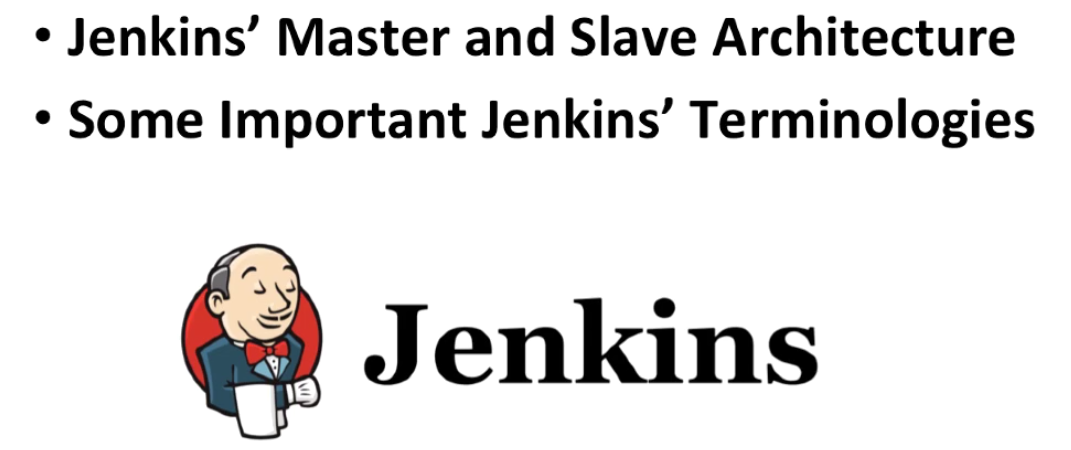 • Jenkins’ Master and Slave Architecture
• Some Important Jenkins’ Terminologies
Jenkins